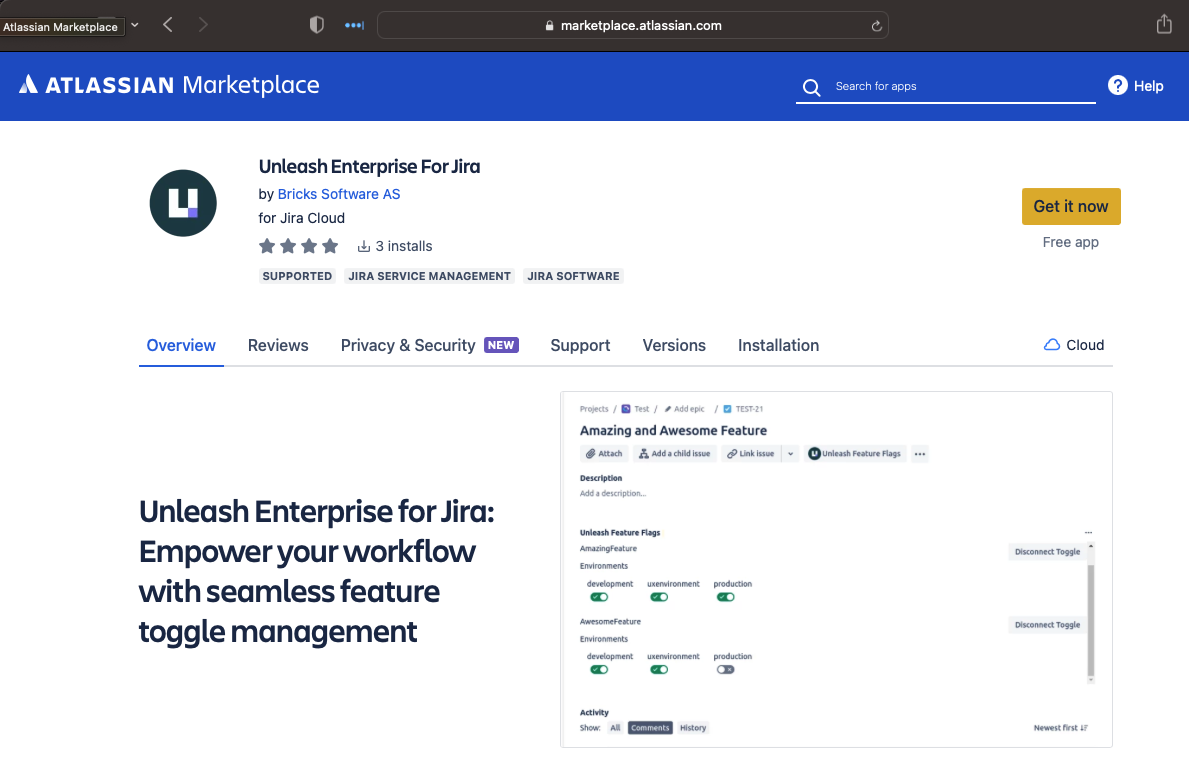 Atlassian Marketplace
marketplace.atlassian.com
ATLASSIAN Marketplace
Search for apps
? Help
Unleash Enterprise For Jira
by Bricks Software AS
for Jira Cloud
3 installs
SUPPORTED JIRA SERVICE MANAGEMENT JIRA SOFTWARE
Get it now
Free app
Overview Reviews Privacy & Security NEW Support Versions Installation Cloud
Unleash Enterprise for Jira:
Empower your workflow
with seamless feature
toggle management
Projects / Test / Add epic / TEST-21
Amazing and Awesome Feature
Attach Add a child issue Link issue Unleash Feature Flags ...
Description
Add a description...
Unleash Feature Flags ...
AmazingFeature Disconnect Toggle
Environments
development uxenvironment production
AwesomeFeature Disconnect Toggle
Environments
development uxenvironment production
Activity
Show: All Comments History Newest first